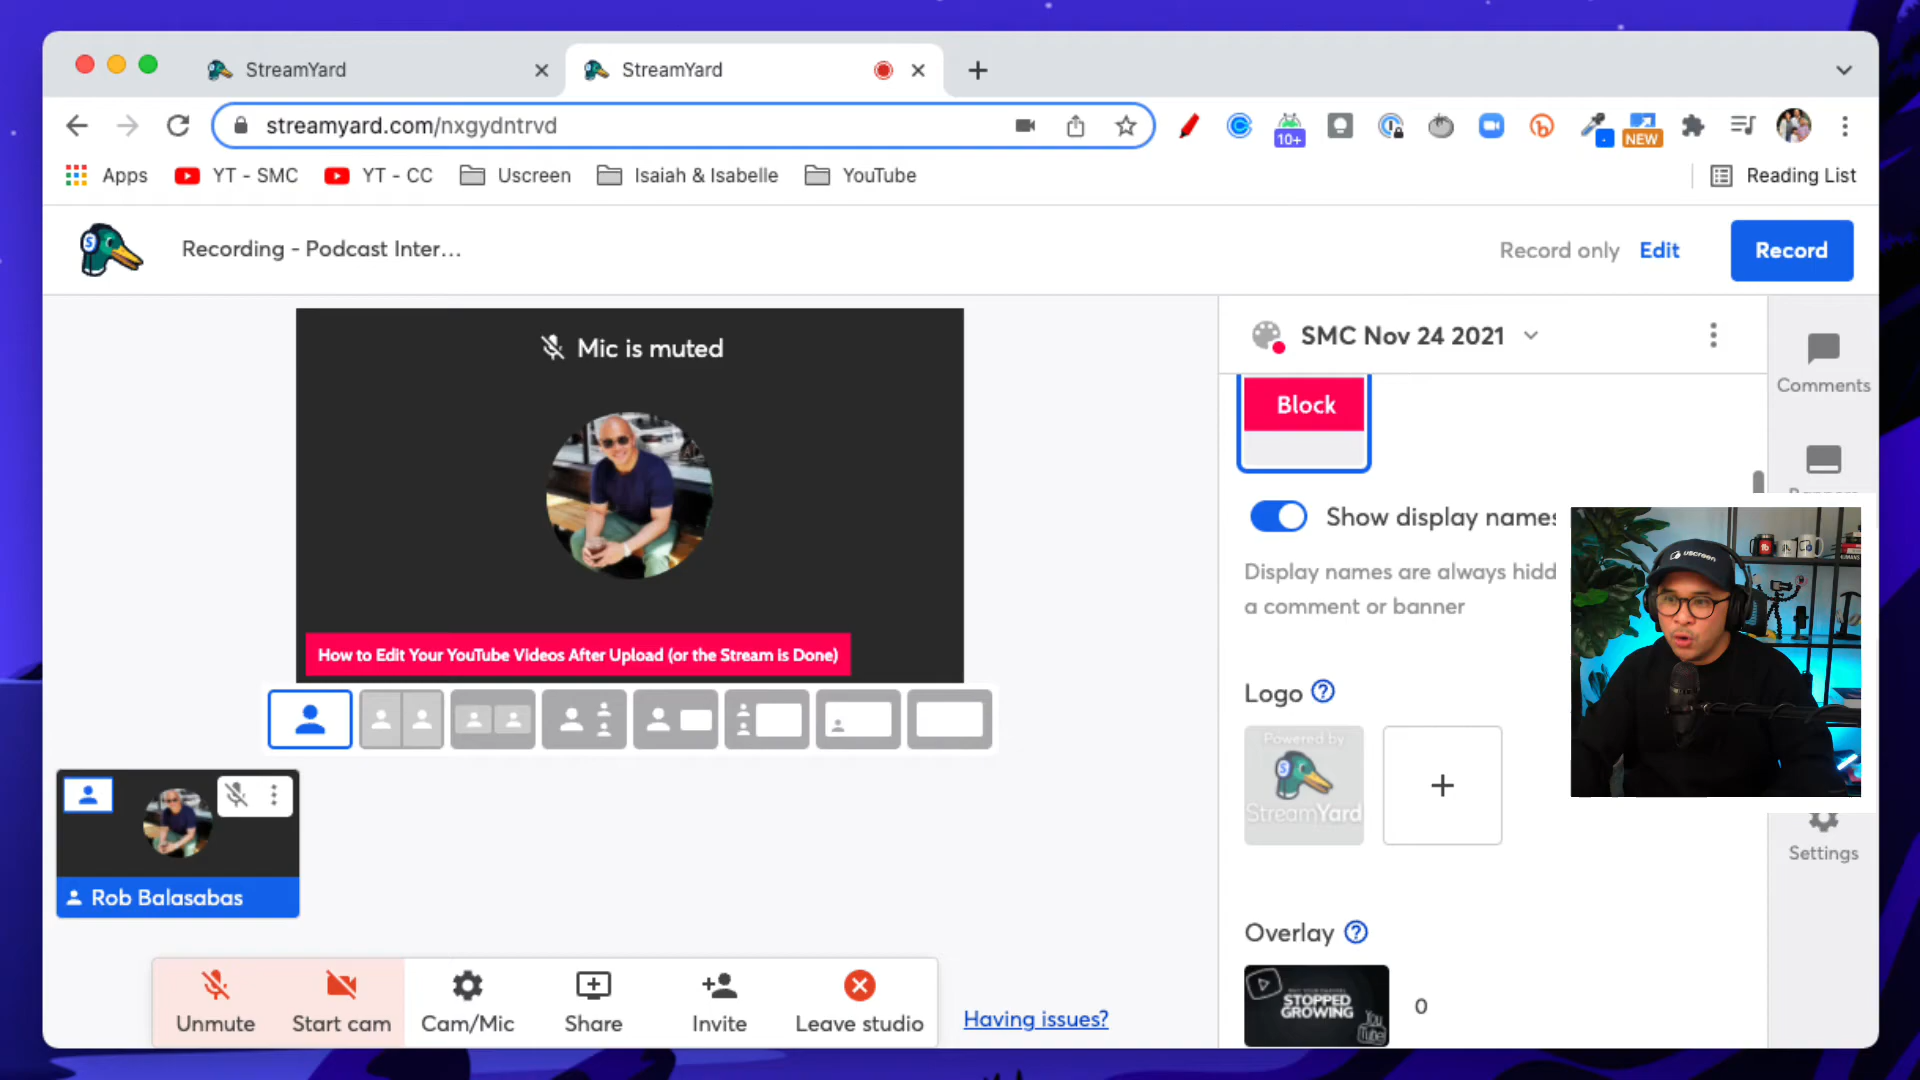 StreamYard
StreamYard
streamyard.com/nxgydntrvd
10+
NEW
Apps
YT - SMC
YT - CC
Uscreen
Isaiah & Isabelle
YouTube
Reading List
Recording - Podcast Inter...
Record only
Edit
Record
Mic is muted
How to Edit Your YouTube Videos After Upload (or the Stream is Done)
Rob Balasabas
Unmute
Start cam
Cam/Mic
Share
Invite
Leave studio
Having issues?
SMC Nov 24 2021
Block
Show display names
Display names are always hidd
a comment or banner
Logo
Powered by
StreamYard
Overlay
STOPPED
GROWING
You
Tube
0
Comments
uscreen
Settings